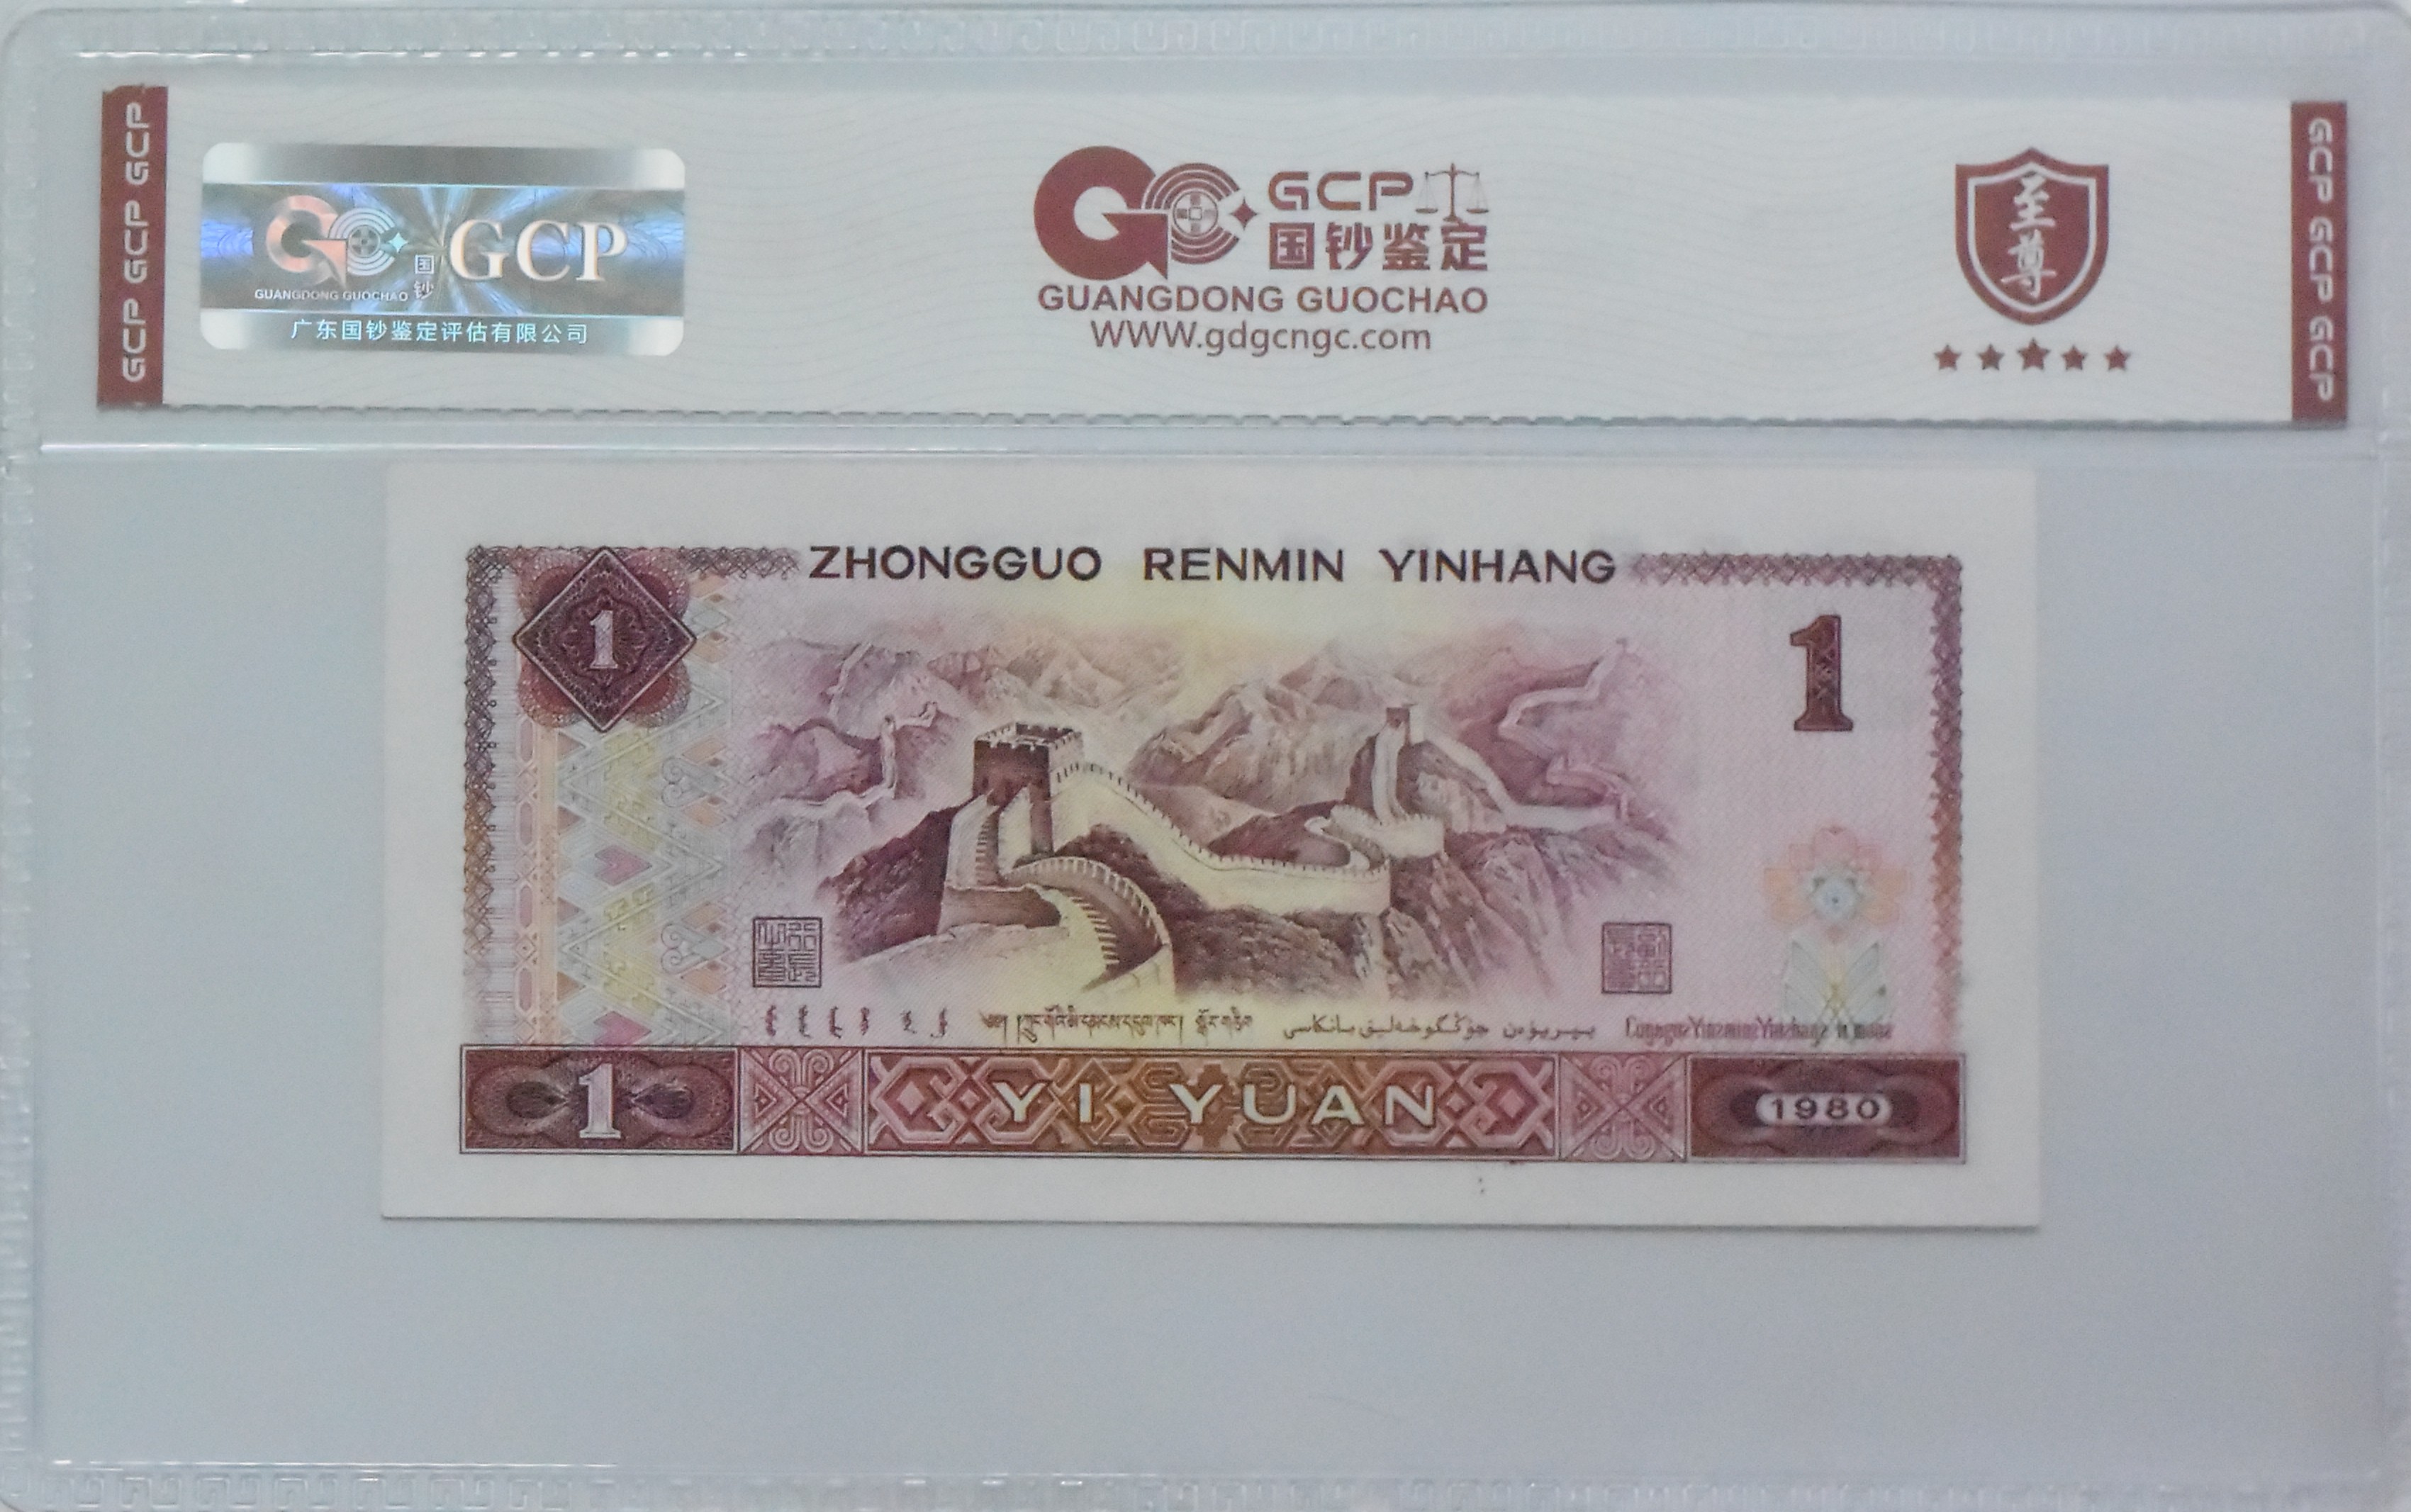 GCP GCP GCP
GCP
国钞
GUANGDONG GUOCHAO
广东国钞鉴定评估有限公司
GCP
国钞鉴定
GUANGDONG GUOCHAO
WWW.gdgcngc.com
至尊
GCP GCP GCP
ZHONGGUO RENMIN YINHANG
1
1
1
YI YUAN
1980